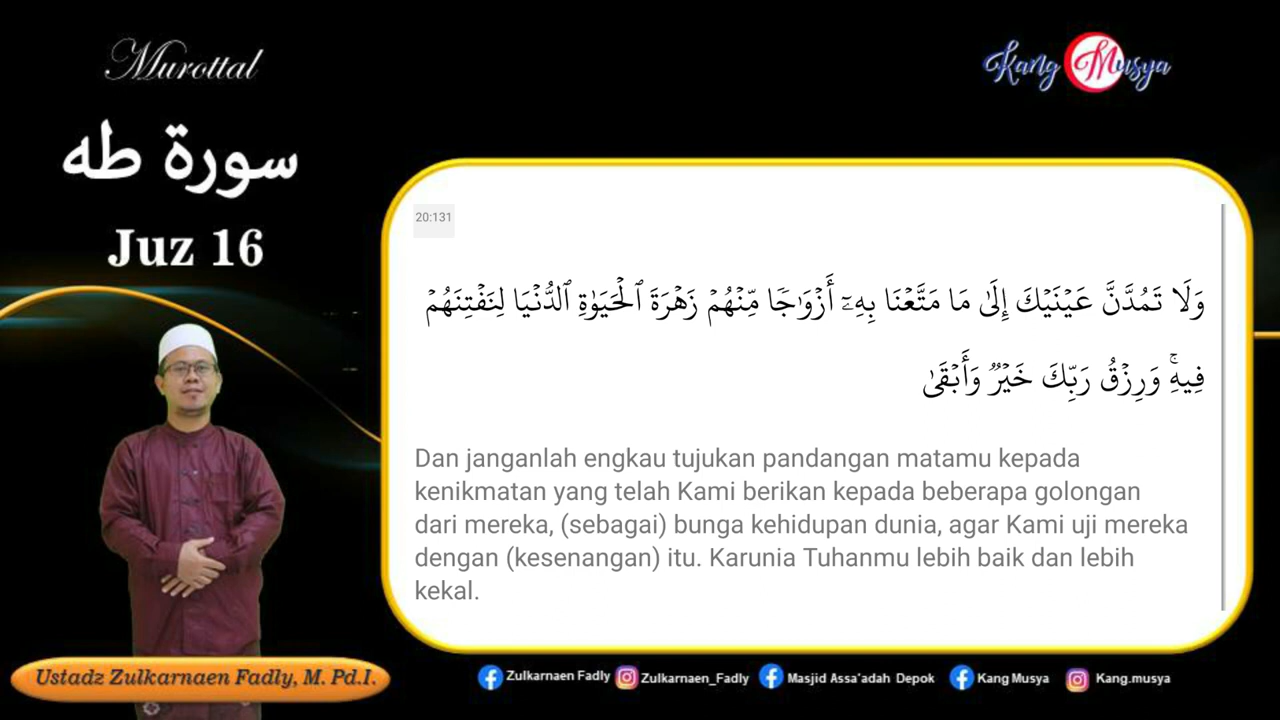 Murottal
Kang Musya
سورة طه
Juz 16
20:131
وَلَا تَمُدَّنَّ عَيْنَيْكَ إِلَىٰ مَا مَتَّعْنَا بِهِۦٓ أَزْوَٰجًا مِّنْهُمْ زَهْرَةَ ٱلْحَيَوٰةِ ٱلدُّنْيَا لِنَفْتِنَهُمْ
فِيهِۚ وَرِزْقُ رَبِّكَ خَيْرٌ وَأَبْقَىٰ
Dan janganlah engkau tujukan pandangan matamu kepada
kenikmatan yang telah Kami berikan kepada beberapa golongan
dari mereka, (sebagai) bunga kehidupan dunia, agar Kami uji mereka
dengan (kesenangan) itu. Karunia Tuhanmu lebih baik dan lebih
kekal.
Ustadz Zulkarnaen Fadly, M. Pd.I.
Zulkarnaen Fadly Zulkarnaen_Fadly Masjid Assa'adah Depok Kang Musya Kang.musya